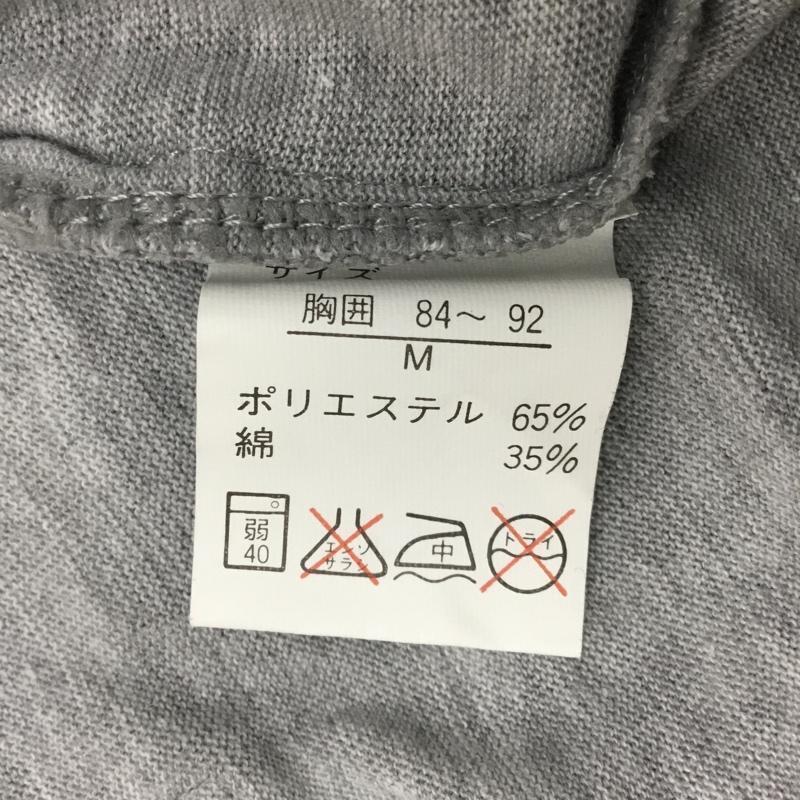 サイズ
胸囲 84～92
M
ポリエステル 65%
綿 35%
弱
40
エンソ
サラシ
中
ドライ